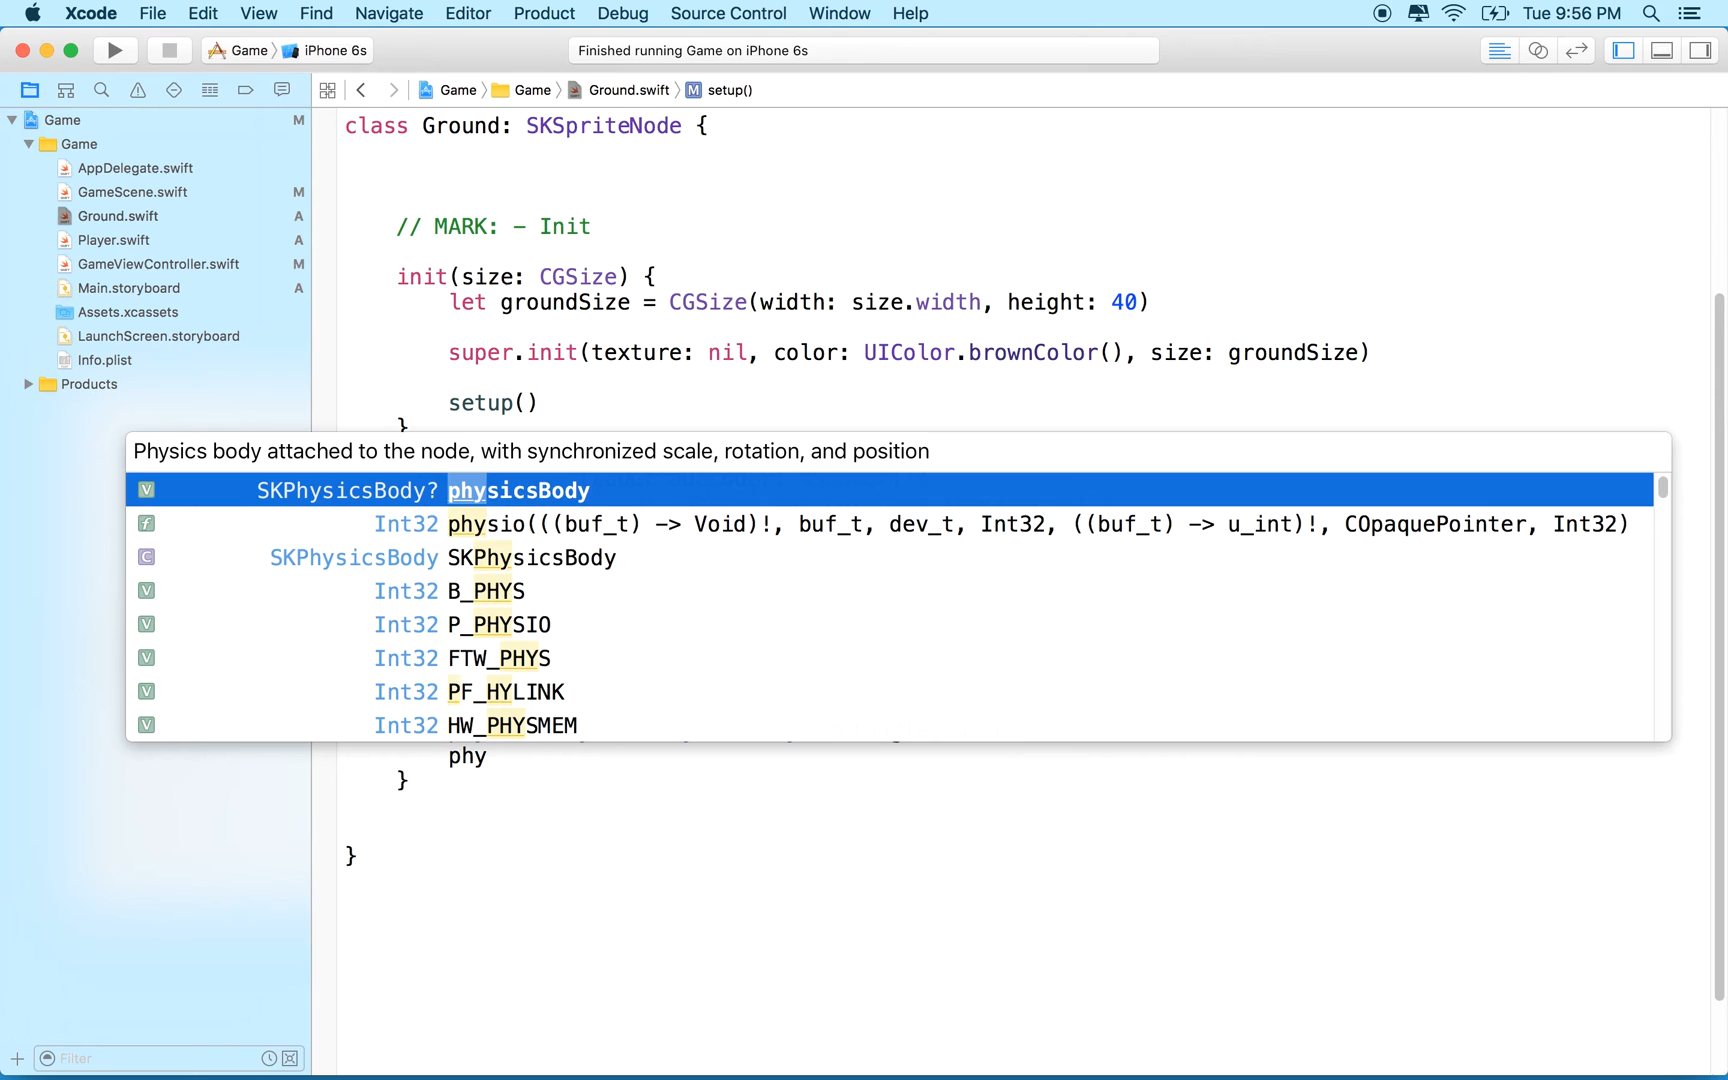 Xcode File Edit View Find Navigate Editor Product Debug Source Control Window Help Tue 9:56 PM
Game iPhone 6s Finished running Game on iPhone 6s
Game Game Ground.swift M setup()
Game M
Game
AppDelegate.swift
GameScene.swift M
Ground.swift A
Player.swift A
GameViewController.swift M
Main.storyboard A
Assets.xcassets
LaunchScreen.storyboard
Info.plist
Products
Filter
class Ground: SKSpriteNode {
// MARK: - Init
init(size: CGSize) {
let groundSize = CGSize(width: size.width, height: 40)
super.init(texture: nil, color: UIColor.brownColor(), size: groundSize)
setup()
}
Physics body attached to the node, with synchronized scale, rotation, and position
V SKPhysicsBody? physicsBody
f Int32 physio(((buf_t) -> Void)!, buf_t, dev_t, Int32, ((buf_t) -> u_int)!, COpaquePointer, Int32)
C SKPhysicsBody SKPhysicsBody
V Int32 B_PHYS
V Int32 P_PHYSIO
V Int32 FTW_PHYS
V Int32 PF_HYLINK
V Int32 HW_PHYSMEM
phy
}
}